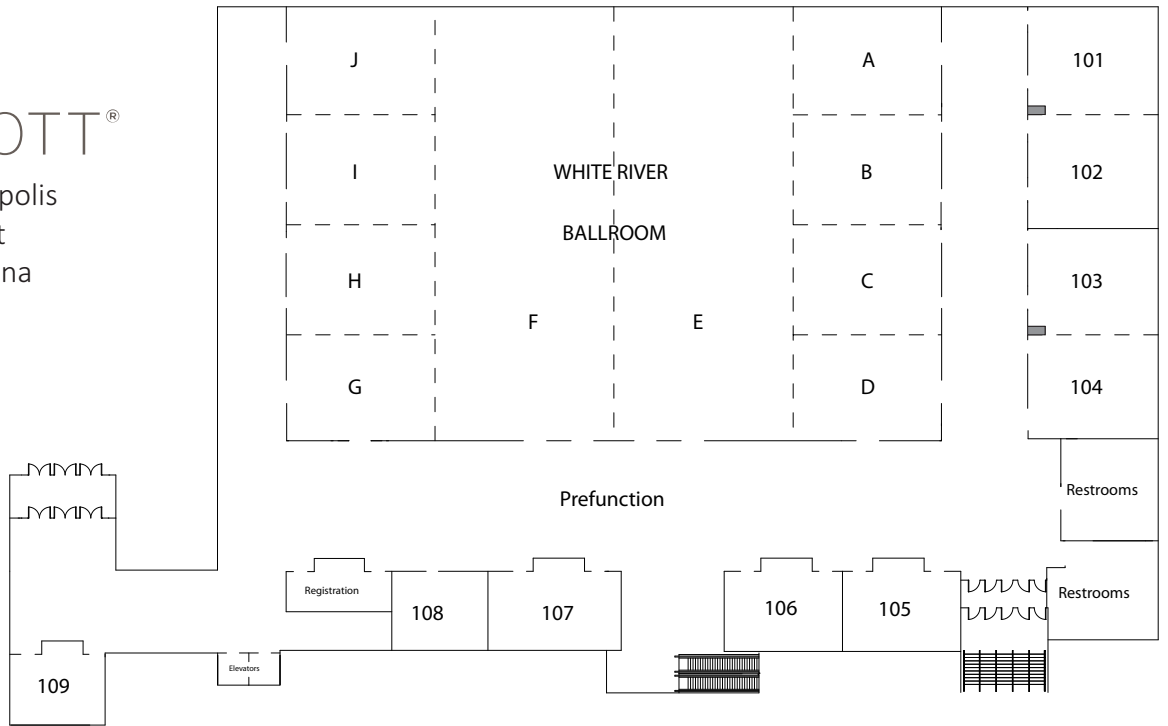 OTT®
polis
t
na
J
A
101
I
WHITE RIVER
B
102
BALLROOM
H
C
103
F
E
G
D
104
Prefunction
Restrooms
Registration
108
107
106
105
Restrooms
Elevators
109